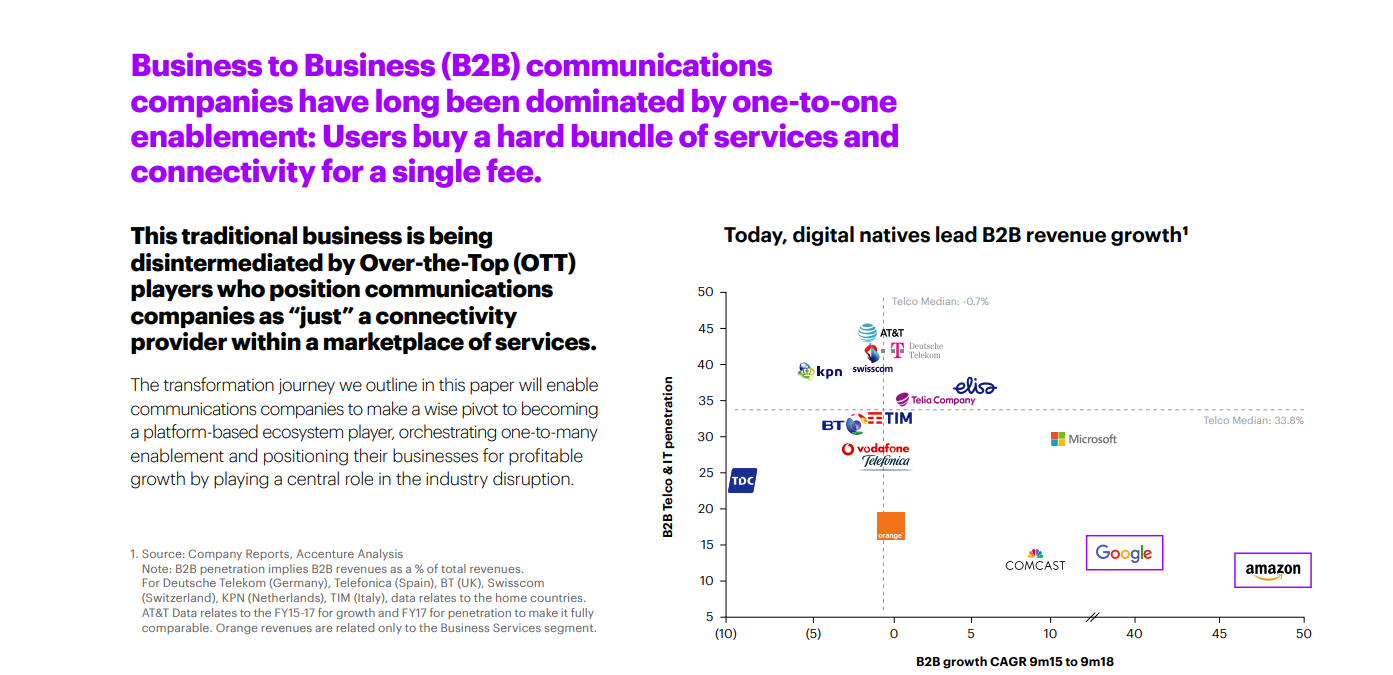 Business to Business (B2B) communications
companies have long been dominated by one-to-one
enablement: Users buy a hard bundle of services and
connectivity for a single fee.
This traditional business is being
disintermediated by Over-the-Top (OTT)
players who position communications
companies as “just” a connectivity
provider within a marketplace of services.
The transformation journey we outline in this paper will enable
communications companies to make a wise pivot to becoming
a platform-based ecosystem player, orchestrating one-to-many
enablement and positioning their businesses for profitable
growth by playing a central role in the industry disruption.
1. Source: Company Reports, Accenture Analysis
Note: B2B penetration implies B2B revenues as a % of total revenues.
For Deutsche Telekom (Germany), Telefonica (Spain), BT (UK), Swisscom
(Switzerland), KPN (Netherlands), TIM (Italy), data relates to the home countries.
AT&T Data relates to the FY15-17 for growth and FY17 for penetration to make it fully
comparable. Orange revenues are related only to the Business Services segment.
Today, digital natives lead B2B revenue growth¹
B2B Telco & IT penetration
50
45
40
35
30
25
20
15
10
5
Telco Median: -0.7%
AT&T
Deutsche
Telekom
T
swisscom
kpn
elisa
Telia Company
Telco Median: 33.8%
BT
TIM
Microsoft
vodafone
Telefónica
TDC
orange
COMCAST
Google
amazon
(10)
(5)
0
5
10
40
45
50
B2B growth CAGR 9m15 to 9m18